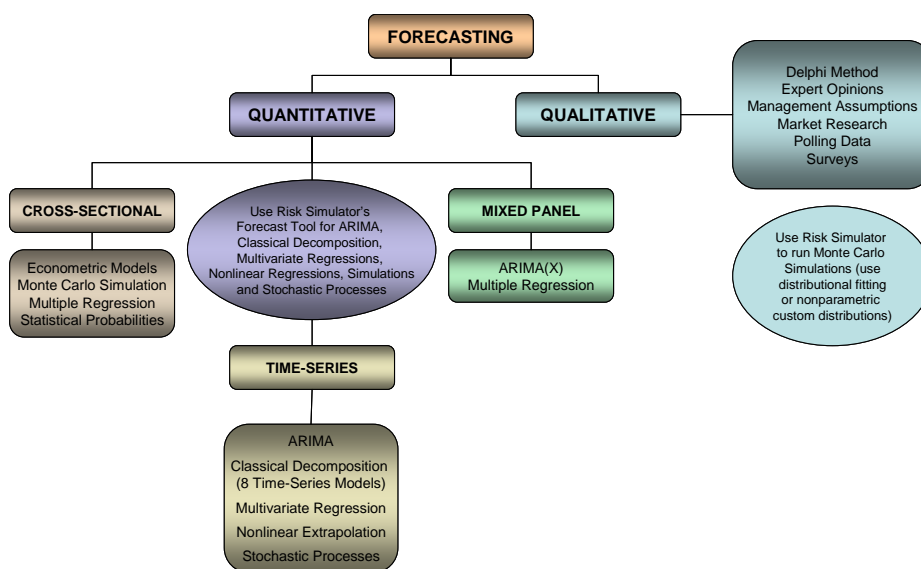 FORECASTING
QUANTITATIVE
QUALITATIVE
Delphi Method
Expert Opinions
Management Assumptions
Market Research
Polling Data
Surveys
CROSS-SECTIONAL
Econometric Models
Monte Carlo Simulation
Multiple Regression
Statistical Probabilities
Use Risk Simulator's
Forecast Tool for ARIMA,
Classical Decomposition,
Multivariate Regressions,
Nonlinear Regressions, Simulations
and Stochastic Processes
MIXED PANEL
ARIMA(X)
Multiple Regression
Use Risk Simulator
to run Monte Carlo
Simulations (use
distributional fitting
or nonparametric
custom distributions)
TIME-SERIES
ARIMA
Classical Decomposition
(8 Time-Series Models)
Multivariate Regression
Nonlinear Extrapolation
Stochastic Processes